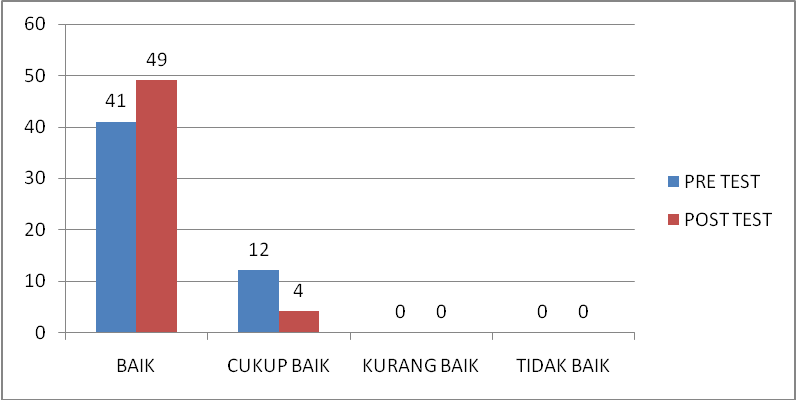 60
50
40
30
20
10
0
41
49
12
4
0
0
0
0
BAIK
CUKUP BAIK
KURANG BAIK
TIDAK BAIK
PRE TEST
POST TEST